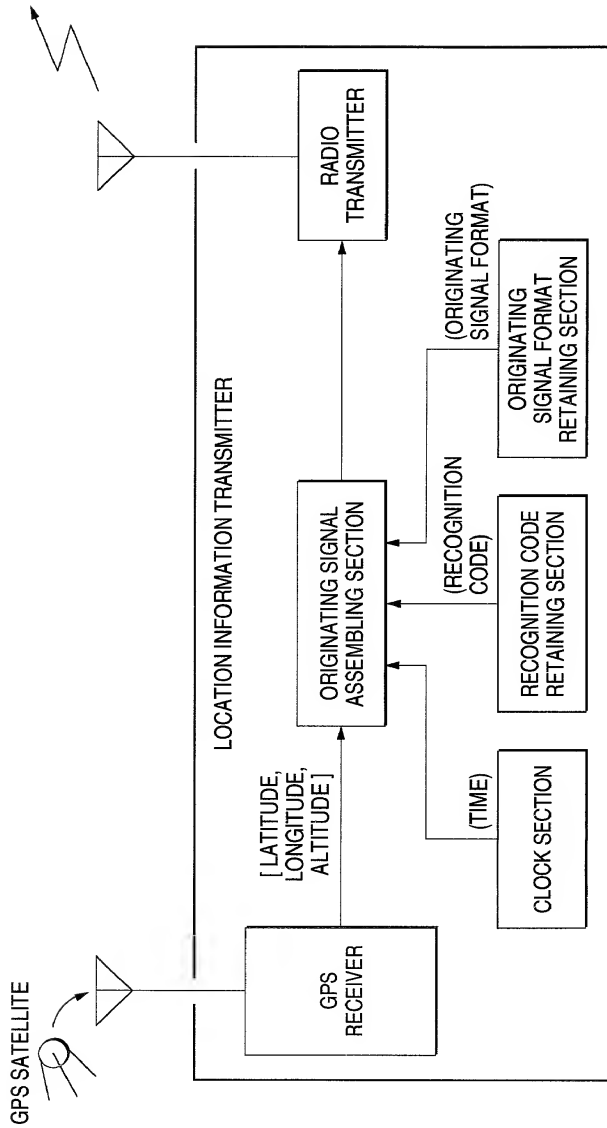 GPS SATELLITE
LOCATION INFORMATION TRANSMITTER
GPS
RECEIVER
[ LATITUDE,
LONGITUDE,
ALTITUDE ]
ORIGINATING SIGNAL
ASSEMBLING SECTION
RADIO
TRANSMITTER
(TIME)
(RECOGNITION
CODE)
(ORIGINATING
SIGNAL FORMAT)
CLOCK SECTION
RECOGNITION CODE
RETAINING SECTION
ORIGINATING
SIGNAL FORMAT
RETAINING SECTION